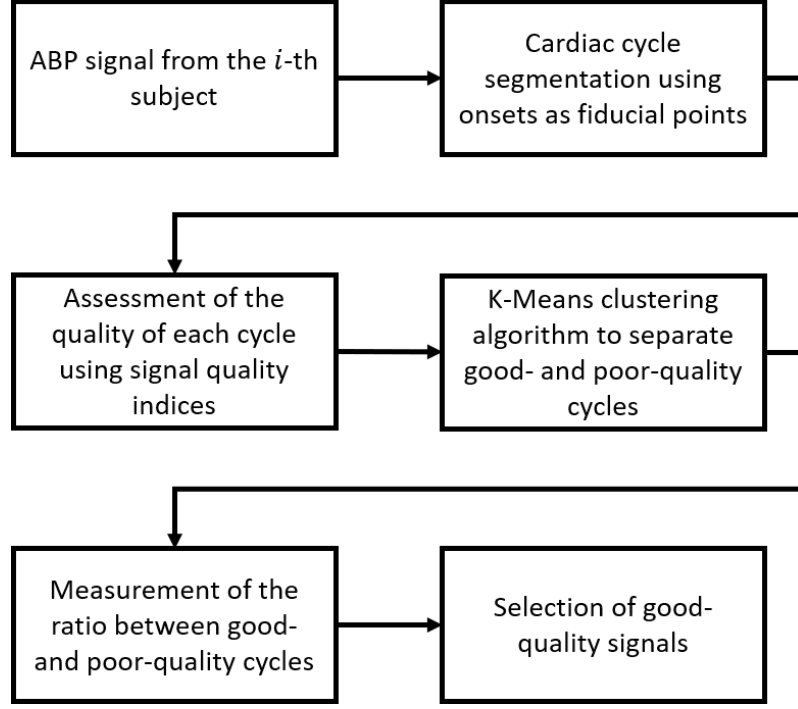 ABP signal from the i-th
subject
Cardiac cycle
segmentation using
onsets as fiducial points
Assessment of the
quality of each cycle
using signal quality
indices
K-Means clustering
algorithm to separate
good- and poor-quality
cycles
Measurement of the
ratio between good-
and poor-quality cycles
Selection of good-
quality signals